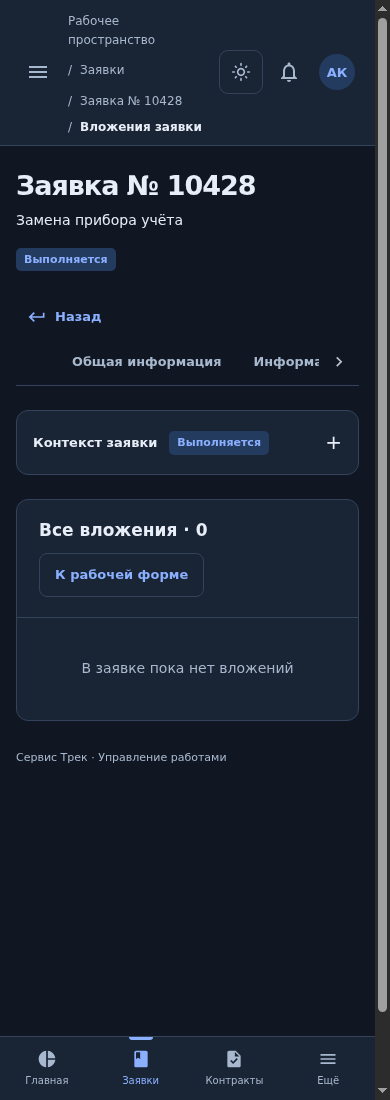 Рабочее
пространство
/ Заявки
/ Заявка № 10428
/ Вложения заявки
АК
Заявка № 10428
Замена прибора учёта
Выполняется
Назад
Общая информация
Информа
Контекст заявки
Выполняется
Все вложения · 0
К рабочей форме
В заявке пока нет вложений
Сервис Трек · Управление работами
Главная
Заявки
Контракты
Ещё